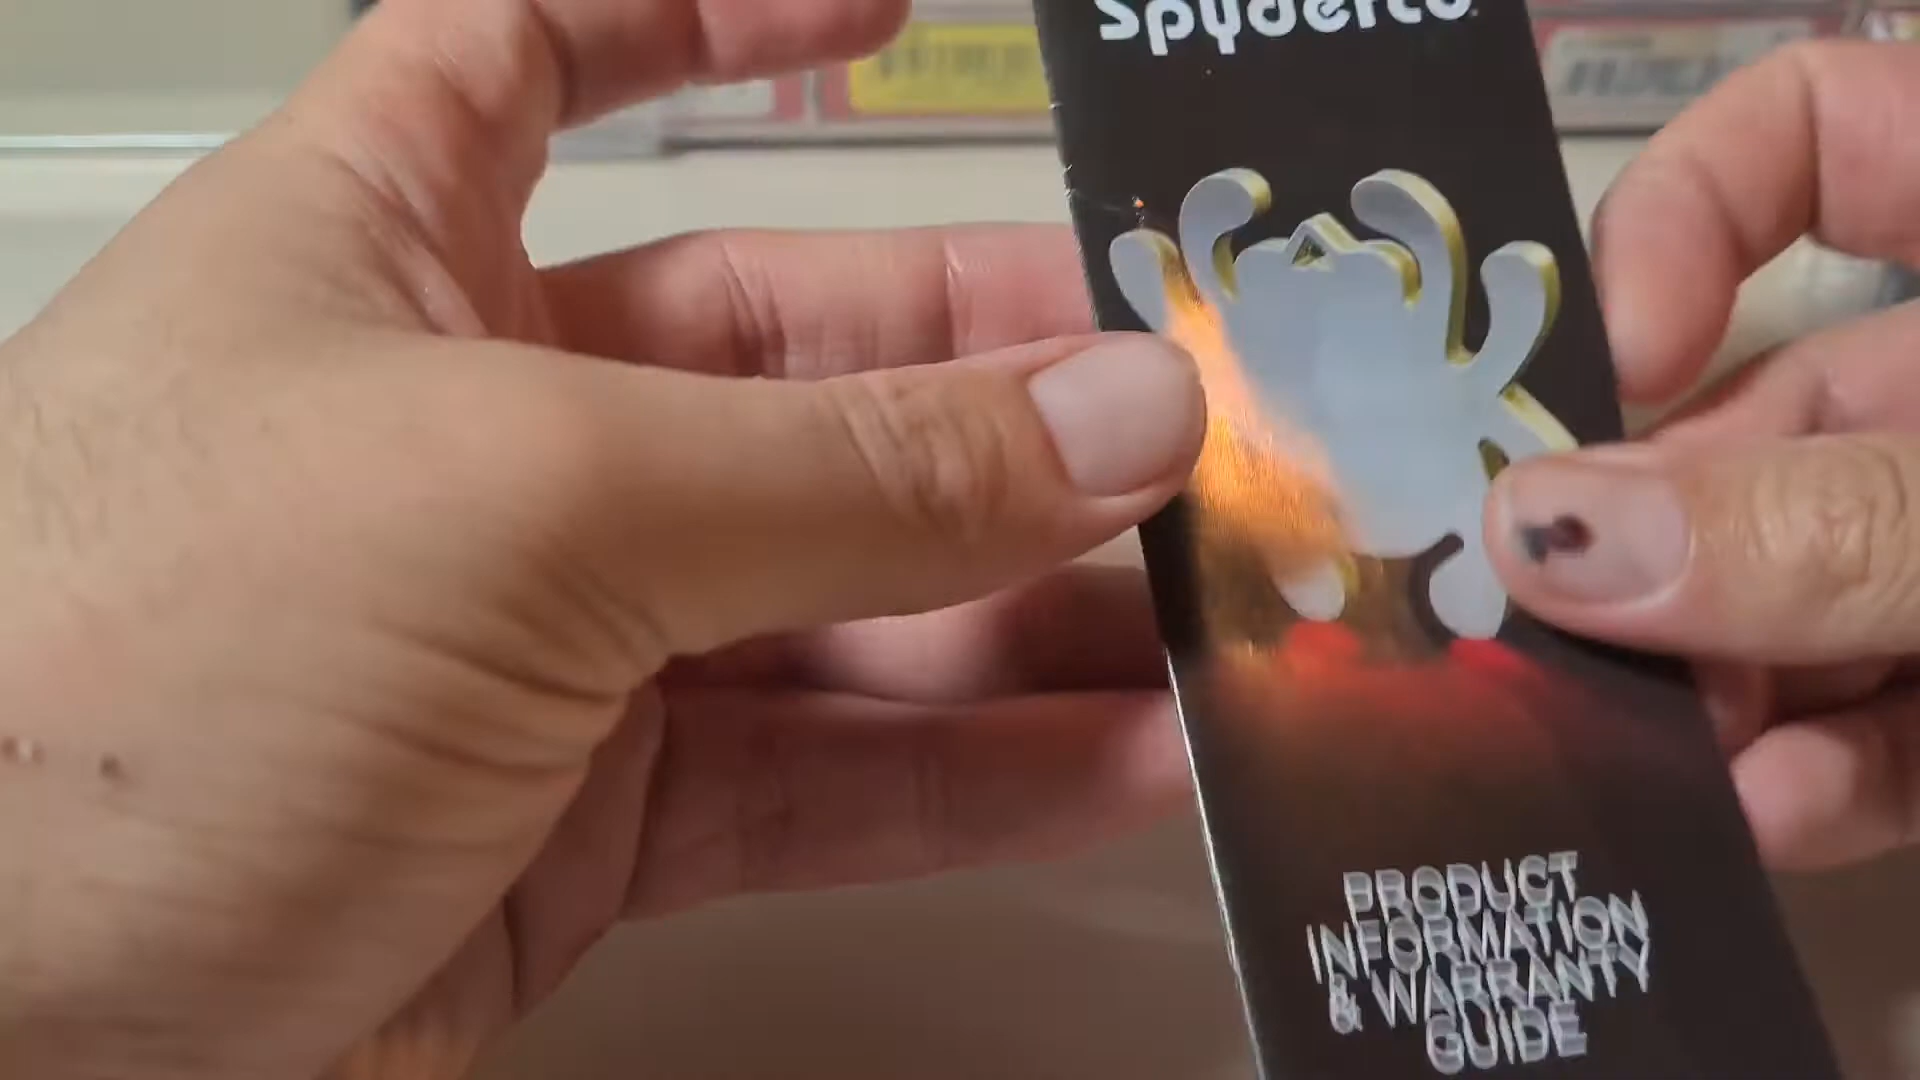 Spyderco
PRODUCT
INFORMATION
& WARRANTY
GUIDE